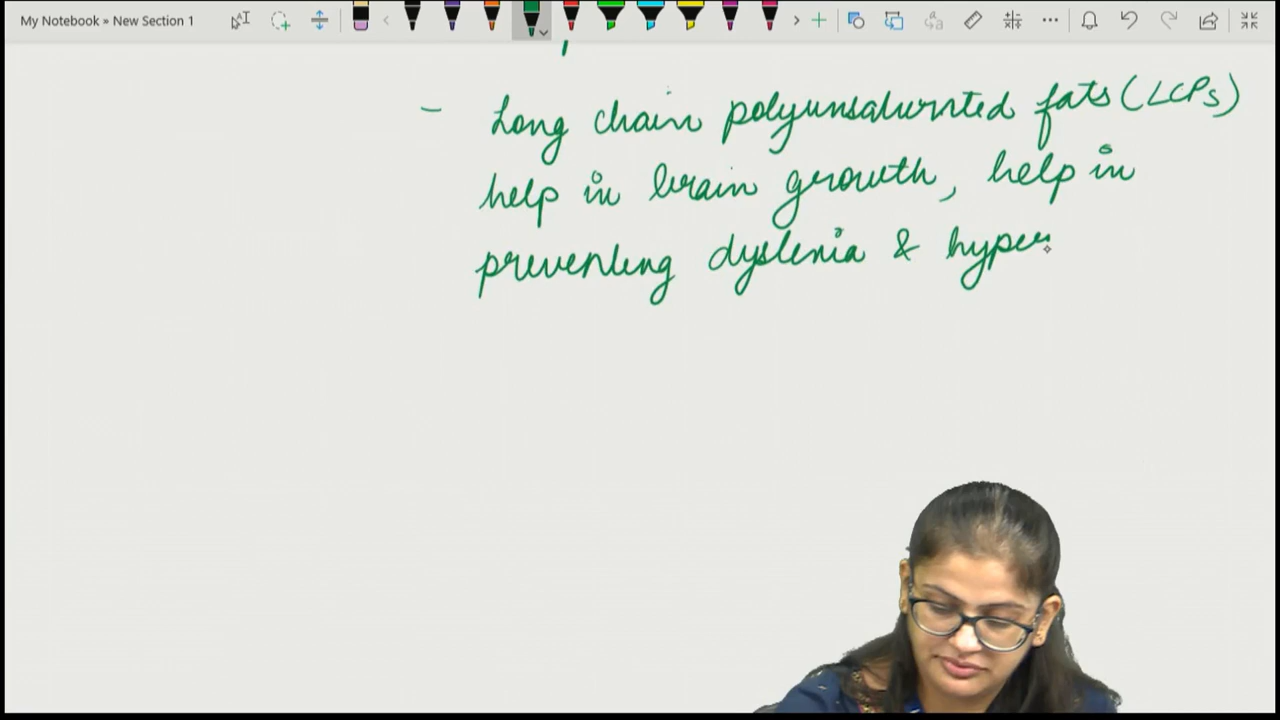 My Notebook » New Section 1
- Long chain polyunsaturated fats (LCPs)
help in brain growth, help in
preventing dyslexia & hyper